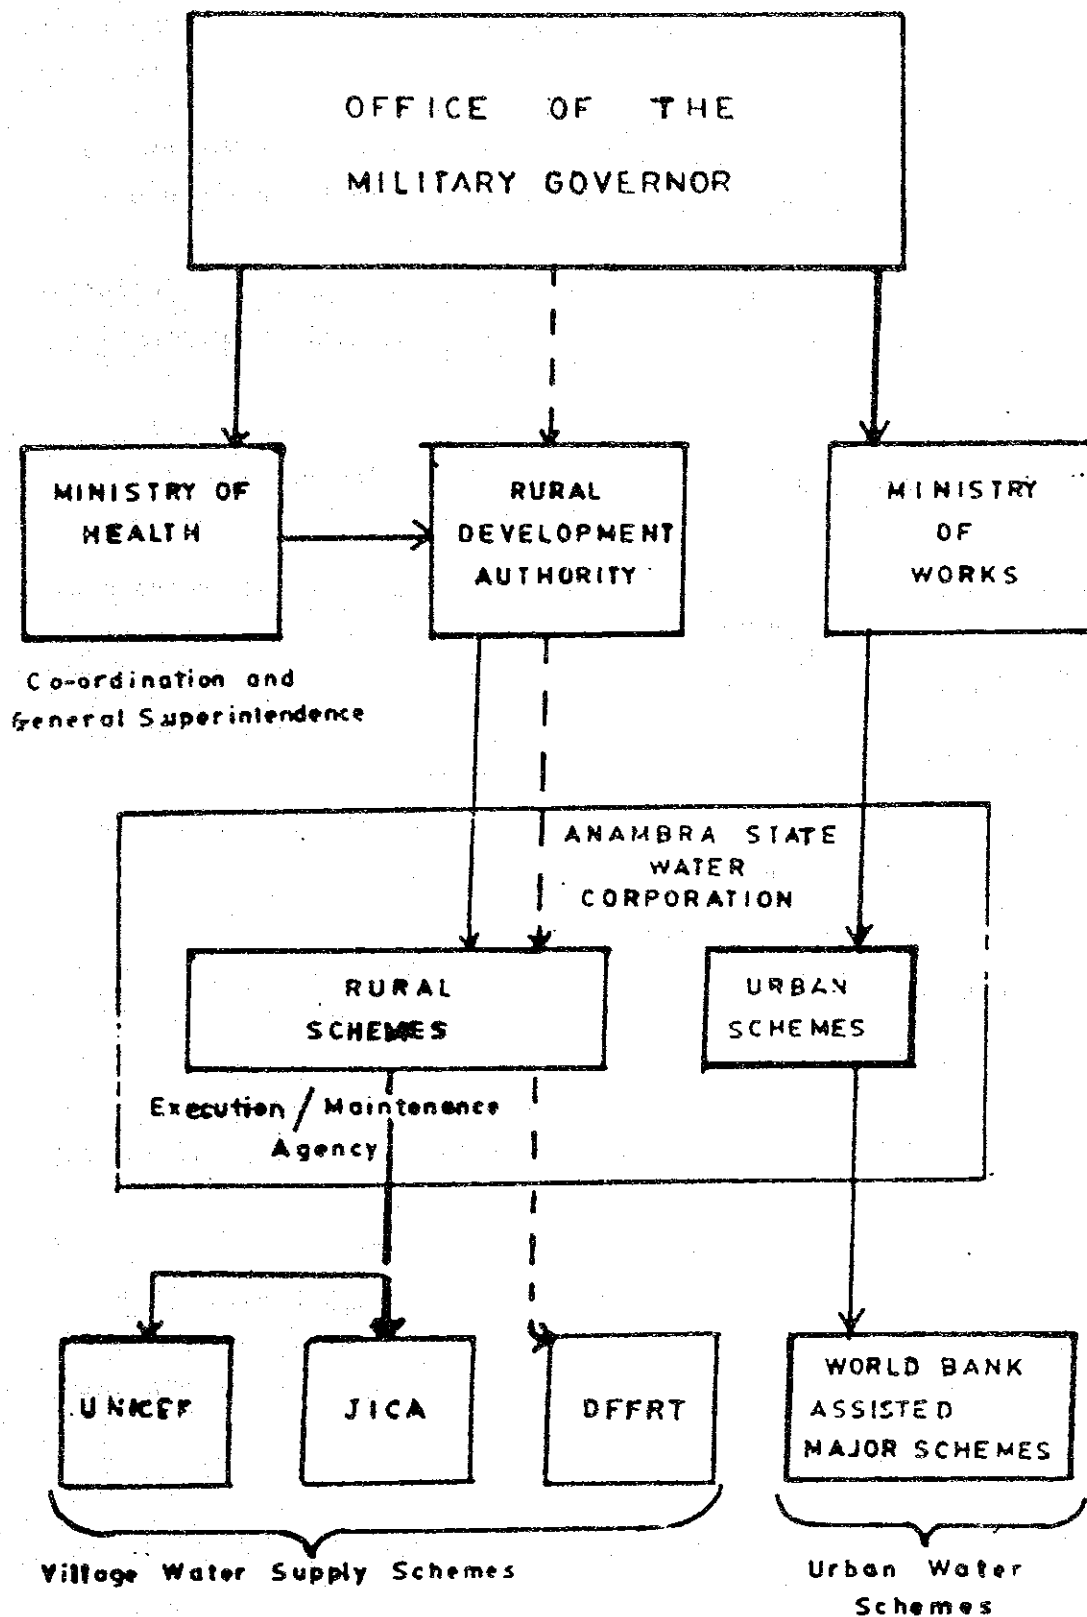 OFFICE OF THE
MILITARY GOVERNOR
MINISTRY OF
HEALTH
RURAL
DEVELOPMENT
AUTHORITY
MINISTRY
OF
WORKS
Co-ordination and
General Superintendence
ANAMBRA STATE
WATER
CORPORATION
RURAL
SCHEMES
URBAN
SCHEMES
Execution / Maintenance
Agency
UNICEF
JICA
DFFRT
WORLD BANK
ASSISTED
MAJOR SCHEMES
Village Water Supply Schemes
Urban Water
Schemes